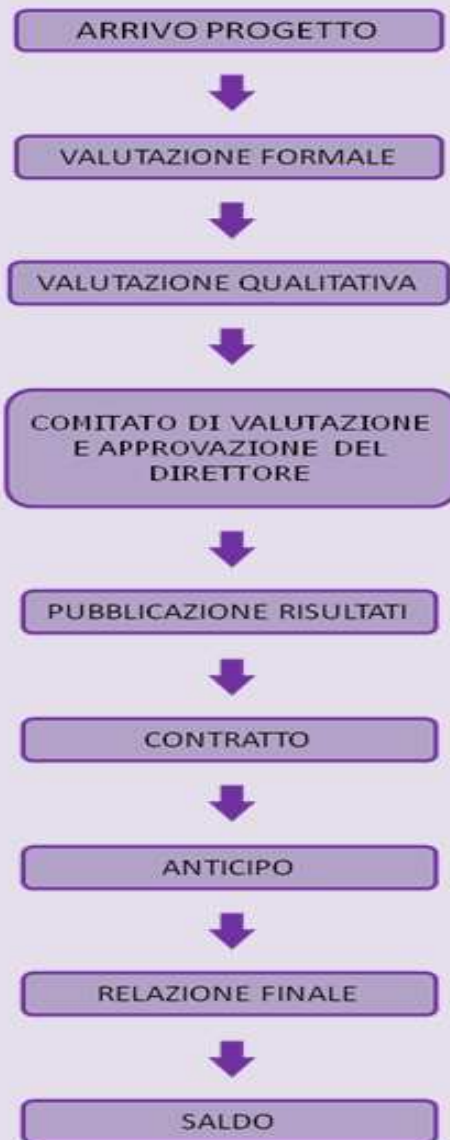 ARRIVO PROGETTO
VALUTAZIONE FORMALE
VALUTAZIONE QUALITATIVA
COMITATO DI VALUTAZIONE
E APPROVAZIONE DEL
DIRETTORE
PUBBLICAZIONE RISULTATI
CONTRATTO
ANTICIPO
RELAZIONE FINALE
SALDO